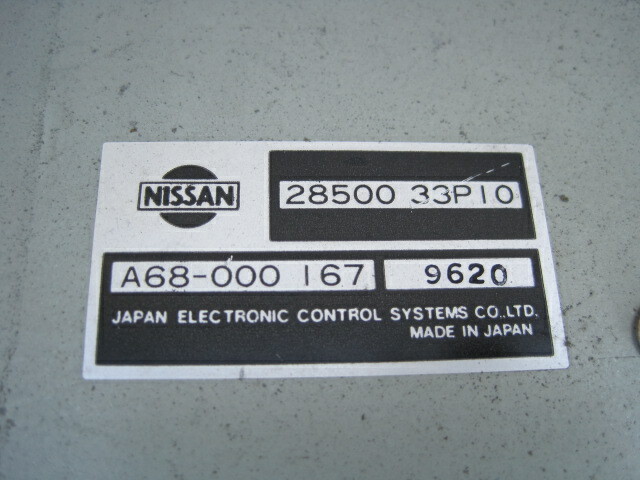 NISSAN
28500 33P10
A68-000 167
9620
JAPAN ELECTRONIC CONTROL SYSTEMS CO.,LTD.
MADE IN JAPAN